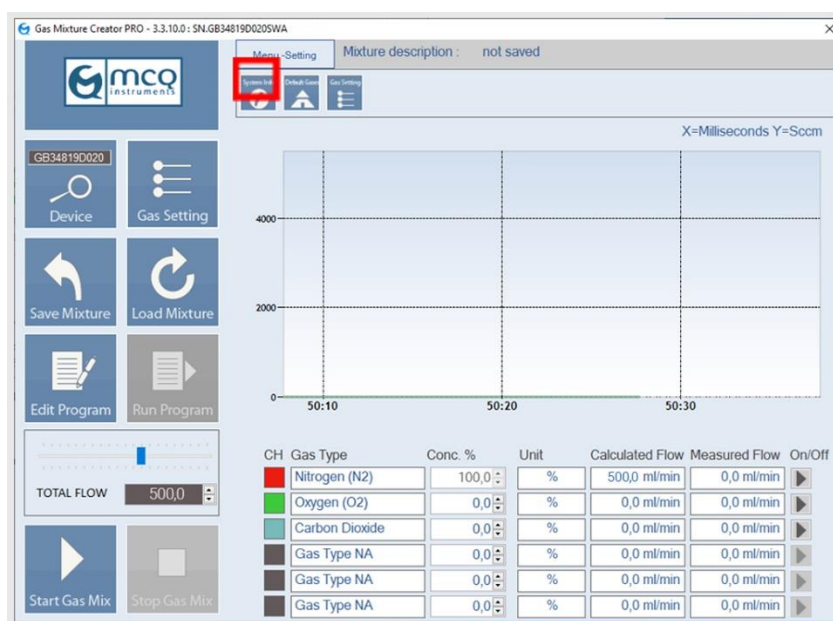 Gas Mixture Creator PRO - 3.3.10.0 : SN.GB34819D020SWA
mcq
instruments
Menu-Setting
Mixture description : not saved
System Info Default Gases Gas Setting
X=Milliseconds Y=Sccm
GB34819D020
Device
Gas Setting
Save Mixture
Load Mixture
Edit Program
Run Program
TOTAL FLOW 500,0
Start Gas Mix
Stop Gas Mix
4000
2000
0
50:10 50:20 50:30
CH Gas Type Conc. % Unit Calculated Flow Measured Flow On/Off
Nitrogen (N2) 100,0 % 500,0 ml/min 0,0 ml/min
Oxygen (O2) 0,0 % 0,0 ml/min 0,0 ml/min
Carbon Dioxide 0,0 % 0,0 ml/min 0,0 ml/min
Gas Type NA 0,0 % 0,0 ml/min 0,0 ml/min
Gas Type NA 0,0 % 0,0 ml/min 0,0 ml/min
Gas Type NA 0,0 % 0,0 ml/min 0,0 ml/min